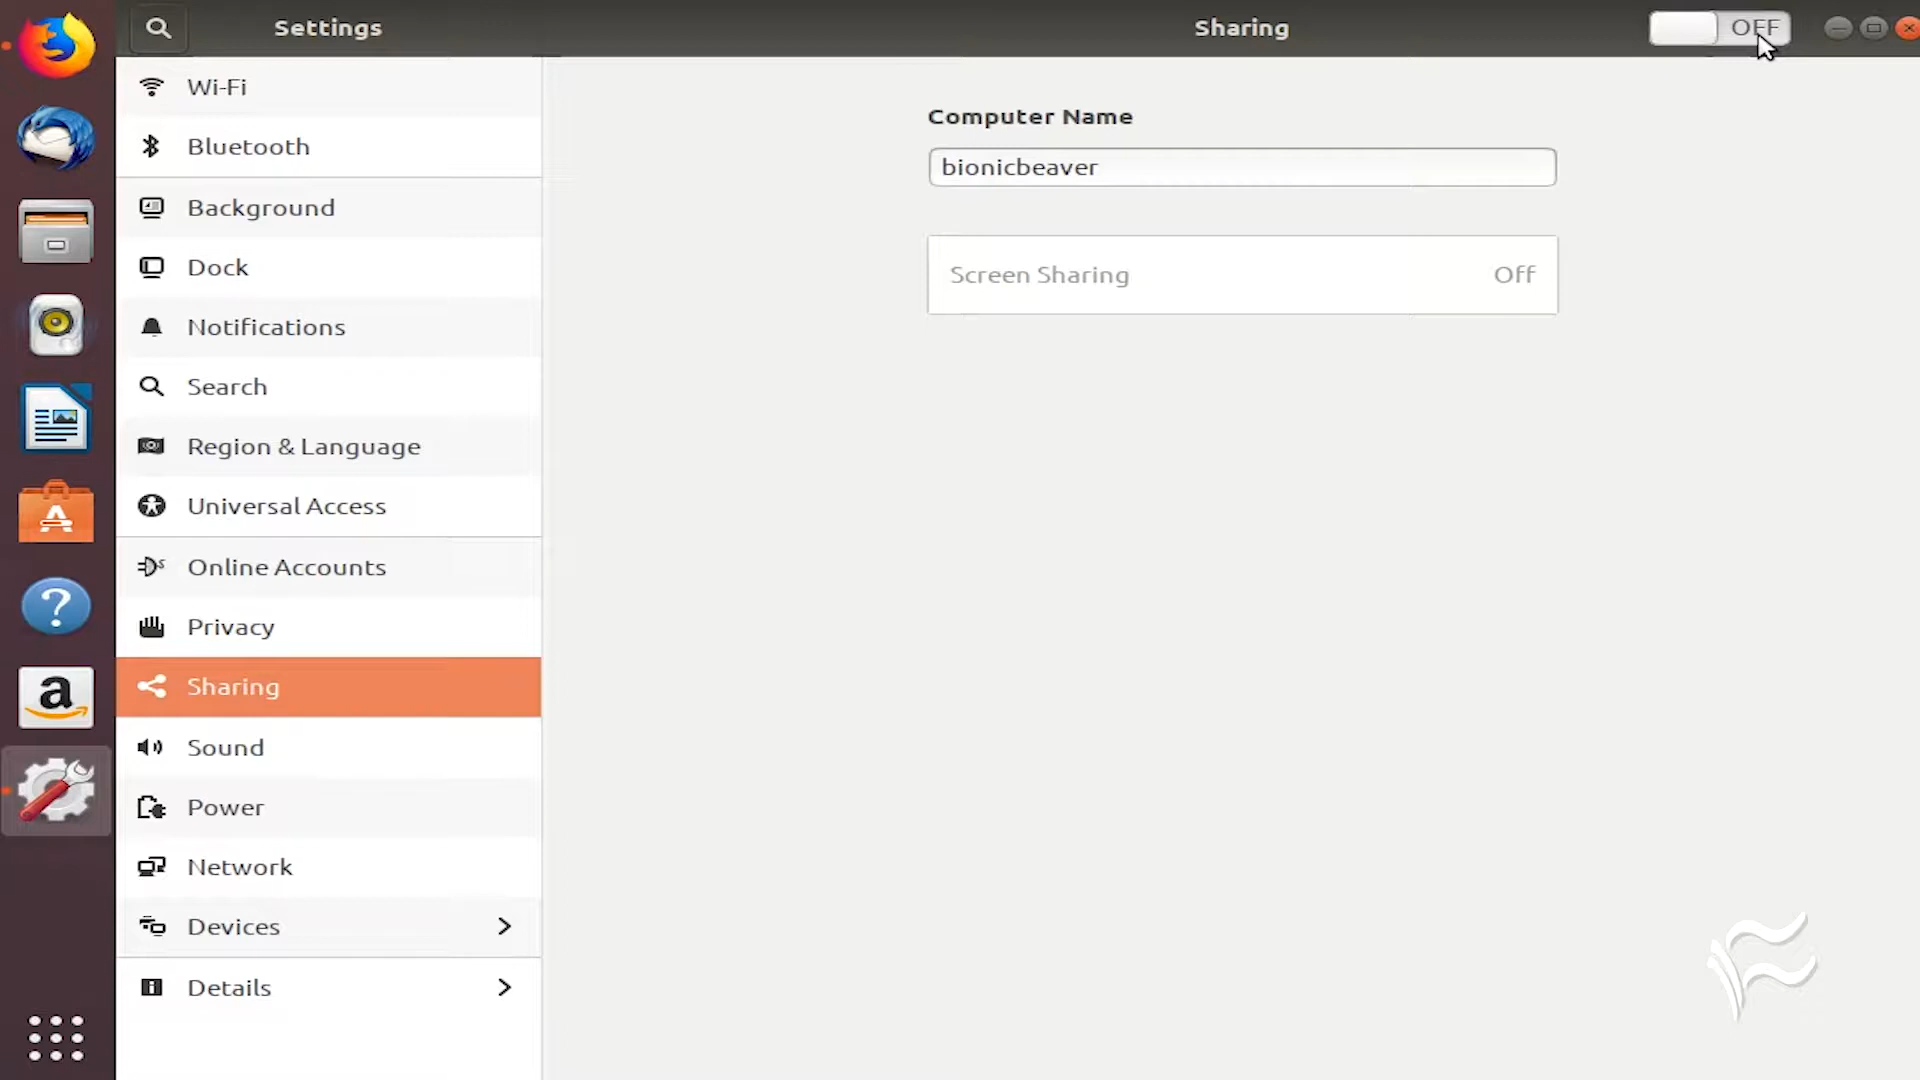 Settings
Sharing
OFF
Wi-Fi
Bluetooth
Background
Dock
Notifications
Search
Region & Language
Universal Access
Online Accounts
Privacy
Sharing
Sound
Power
Network
Devices
Details
Computer Name
bionicbeaver
Screen Sharing Off